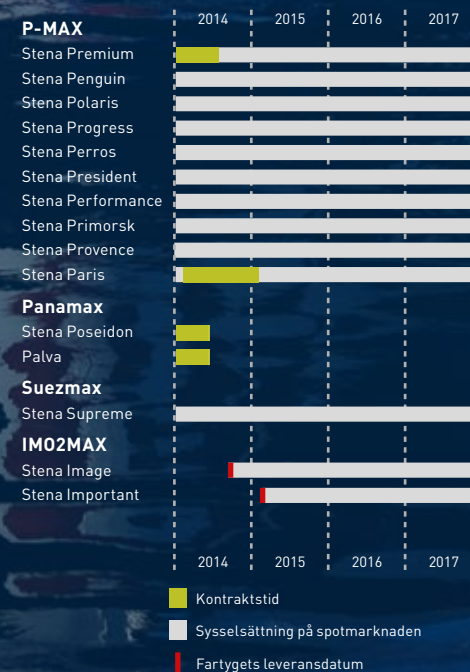 2014 2015 2016 2017
P-MAX
Stena Premium
Stena Penguin
Stena Polaris
Stena Progress
Stena Perros
Stena President
Stena Performance
Stena Primorsk
Stena Provence
Stena Paris
Panamax
Stena Poseidon
Palva
Suezmax
Stena Supreme
IMO2MAX
Stena Image
Stena Important
2014 2015 2016 2017
Kontraktstid
Sysselsättning på spotmarknaden
Fartygets leveransdatum